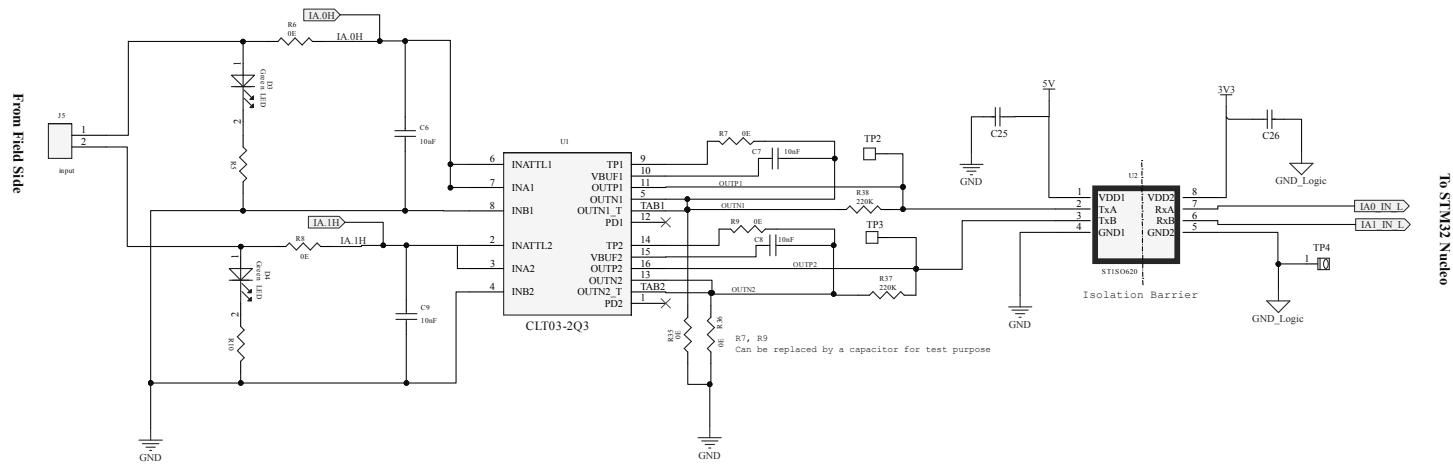 From Field Side
J5
1
2
input
IA.0H
R6
0E
IA.0H
1
D3
Green LED
2
R5
C6
10nF
IA.1H
R8
0E
IA.1H
1
D4
Green LED
2
R10
C9
10nF
GND
U1
6 INATTL1
7 INA1
8 INB1
2 INATTL2
3 INA2
4 INB2
TP1 9
VBUF1 10
OUTP1 11
OUTN1 5
OUTN1_T TAB1
PD1 12
TP2 14
VBUF2 15
OUTP2 16
OUTN2 13
OUTN2_T TAB2
PD2 1
CLT03-2Q3
R7 0E
C7 10nF
OUTP1
OUTN1
R9 0E
C8 10nF
OUTP2
OUTN2
TP2
R38
220K
TP3
R37
220K
R35
0E
R36
0E
R7, R9
Can be replaced by a capacitor for test purpose
GND
5V
C25
GND
3V3
C26
GND_Logic
U2
1 VDD1
2 TxA
3 TxB
4 GND1
VDD2 8
RxA 7
RxB 6
GND2 5
STISO620
Isolation Barrier
GND
IA0_IN_L
IA1_IN_L
TP4
1
GND_Logic
To STM32 Nucleo